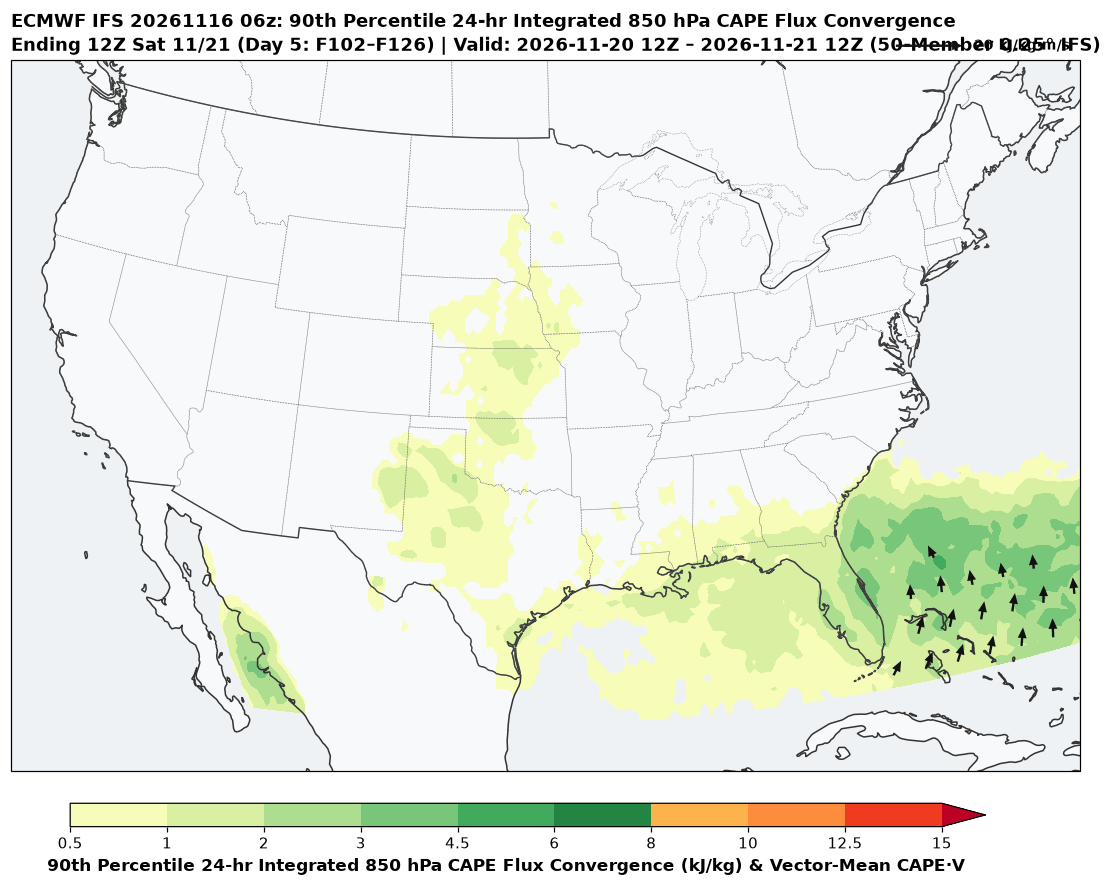 ECMWF IFS 20261116 06z: 90th Percentile 24-hr Integrated 850 hPa CAPE Flux Convergence
Ending 12Z Sat 11/21 (Day 5: F102–F126) | Valid: 2026-11-20 12Z – 2026-11-21 12Z (50-Member 0.25° IFS)
0.5 1 2 3 4.5 6 8 10 12.5 15
90th Percentile 24-hr Integrated 850 hPa CAPE Flux Convergence (kJ/kg) & Vector-Mean CAPE·V